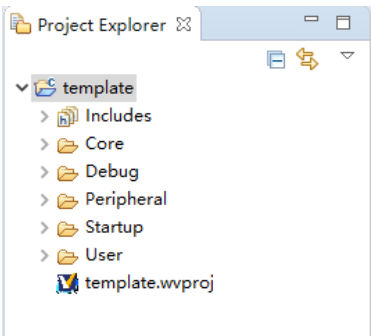 Project Explorer
template
Includes
Core
Debug
Peripheral
Startup
User
template.wvproj